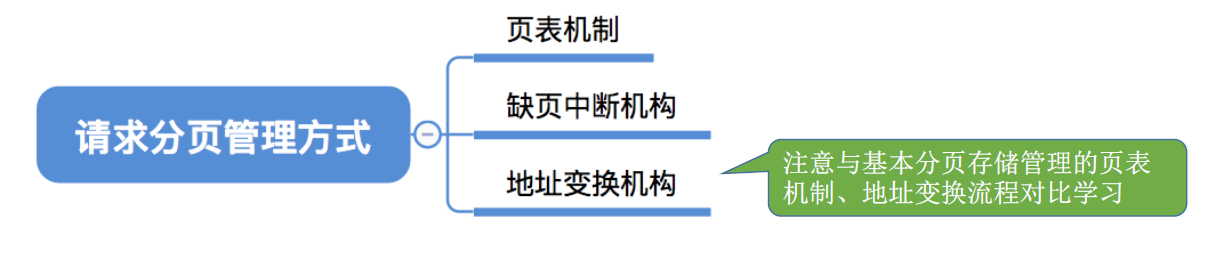 页表机制
请求分页管理方式
缺页中断机构
地址变换机构
注意与基本分页存储管理的页表
机制、地址变换流程对比学习